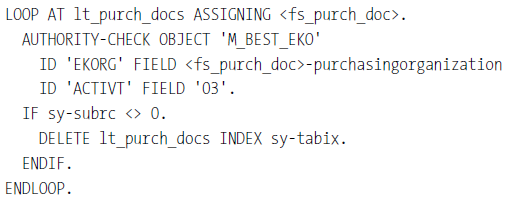 LOOP AT lt_purch_docs ASSIGNING <fs_purch_doc>.
AUTHORITY-CHECK OBJECT 'M_BEST_EKO'
ID 'EKORG' FIELD <fs_purch_doc>-purchasingorganization
ID 'ACTIVT' FIELD '03'.
IF sy-subrc <> 0.
DELETE lt_purch_docs INDEX sy-tabix.
ENDIF.
ENDLOOP.